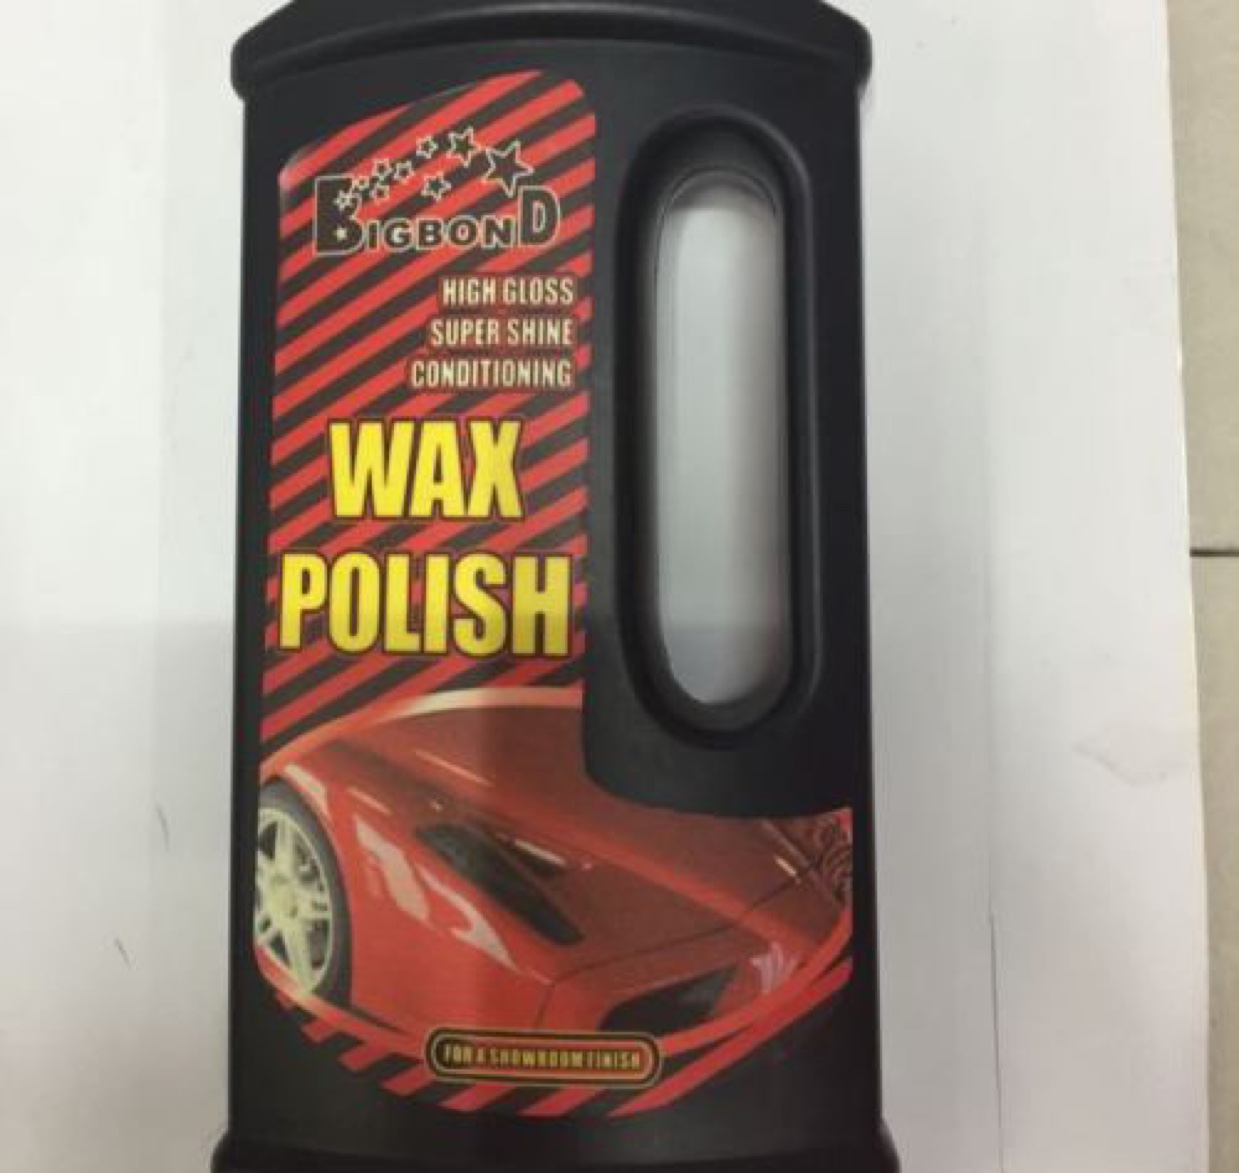 BIGBOND
HIGH GLOSS
SUPER SHINE
CONDITIONING
WAX
POLISH
FOR A SHOWROOM FINISH